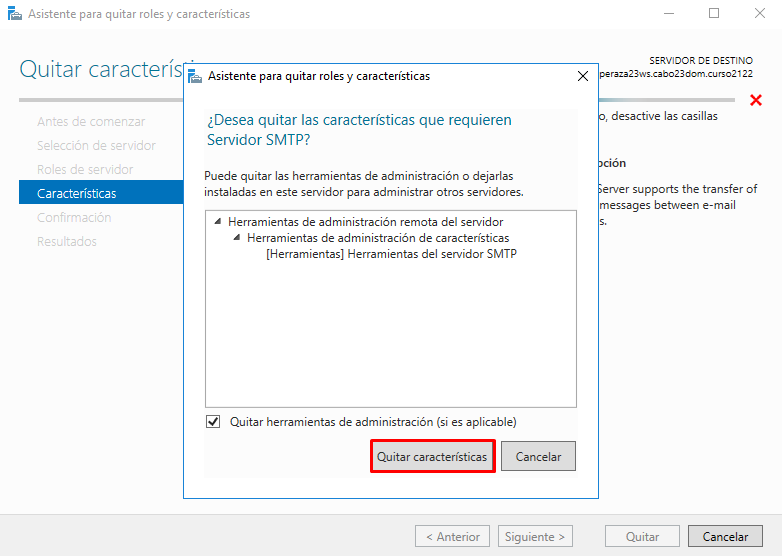 Asistente para quitar roles y características
Quitar caracterís
SERVIDOR DE DESTINO
peraza23ws.cabo23dom.curso2122
Antes de comenzar
Selección de servidor
Roles de servidor
Características
Confirmación
Resultados
o, desactive las casillas
pción
Server supports the transfer of
messages between e-mail
s.
Asistente para quitar roles y características
¿Desea quitar las características que requieren
Servidor SMTP?
Puede quitar las herramientas de administración o dejarlas
instaladas en este servidor para administrar otros servidores.
Herramientas de administración remota del servidor
Herramientas de administración de características
[Herramientas] Herramientas del servidor SMTP
Quitar herramientas de administración (si es aplicable)
Quitar características
Cancelar
< Anterior
Siguiente >
Quitar
Cancelar